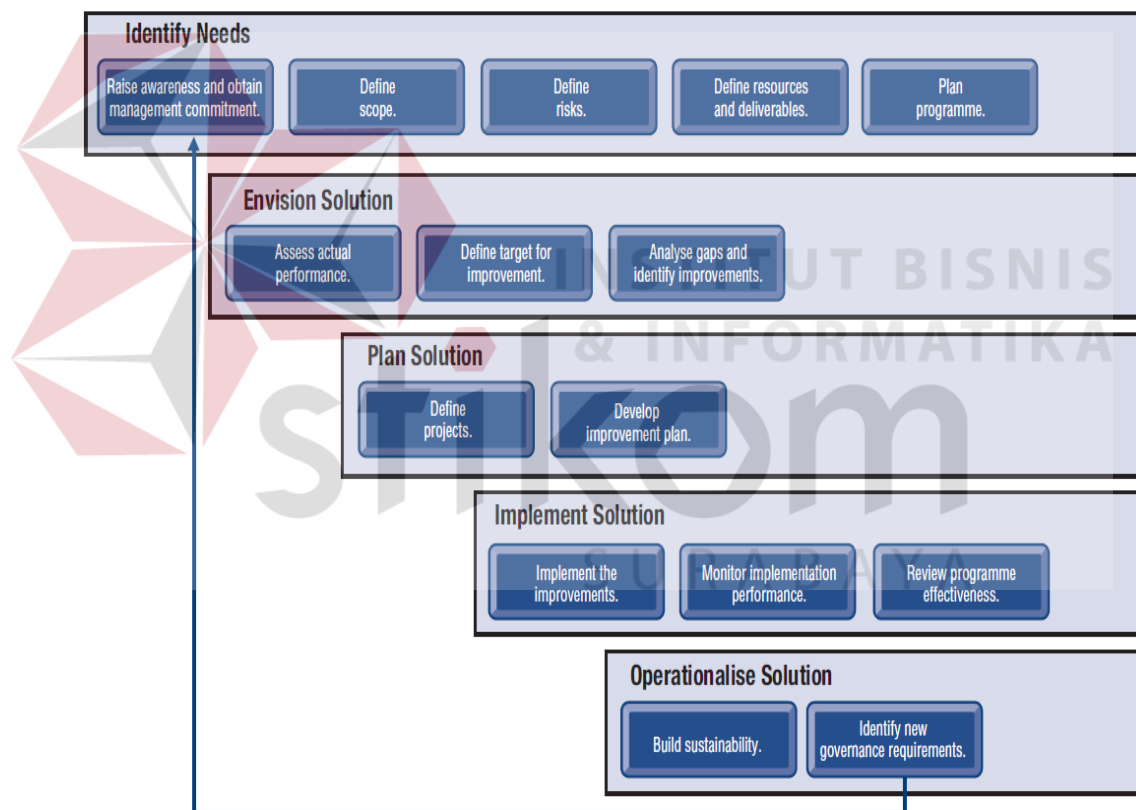 Identify Needs
Raise awareness and obtain
management commitment.
Define
scope.
Define
risks.
Define resources
and deliverables.
Plan
programme.
Envision Solution
Assess actual
performance.
Define target for
improvement.
Analyse gaps and
identify improvements.
INSTITUT BISNIS
& INFORMATIKA
stikom
SURABAYA
Plan Solution
Define
projects.
Develop
improvement plan.
Implement Solution
Implement the
improvements.
Monitor implementation
performance.
Review programme
effectiveness.
Operationalise Solution
Build sustainability.
Identify new
governance requirements.